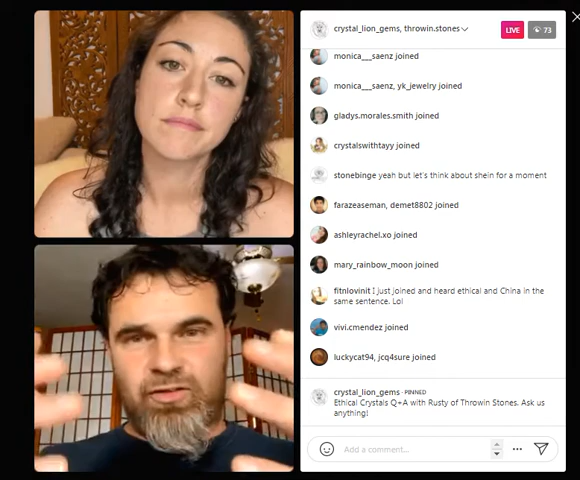 crystal_lion_gems, throwin.stones
LIVE
73
monica___saenz joined
monica___saenz, yk_jewelry joined
gladys.morales.smith joined
crystalswithtayy joined
stonebinge yeah but let's think about shein for a moment
farazeaseman, demet8802 joined
ashleyrachel.xo joined
mary_rainbow_moon joined
fitnlovinit I just joined and heard ethical and China in the
same sentence. Lol
vivi.cmendez joined
luckycat94, jcq4sure joined
crystal_lion_gems · PINNED
Ethical Crystals Q+A with Rusty of Throwin Stones. Ask us
anything!
Add a comment...